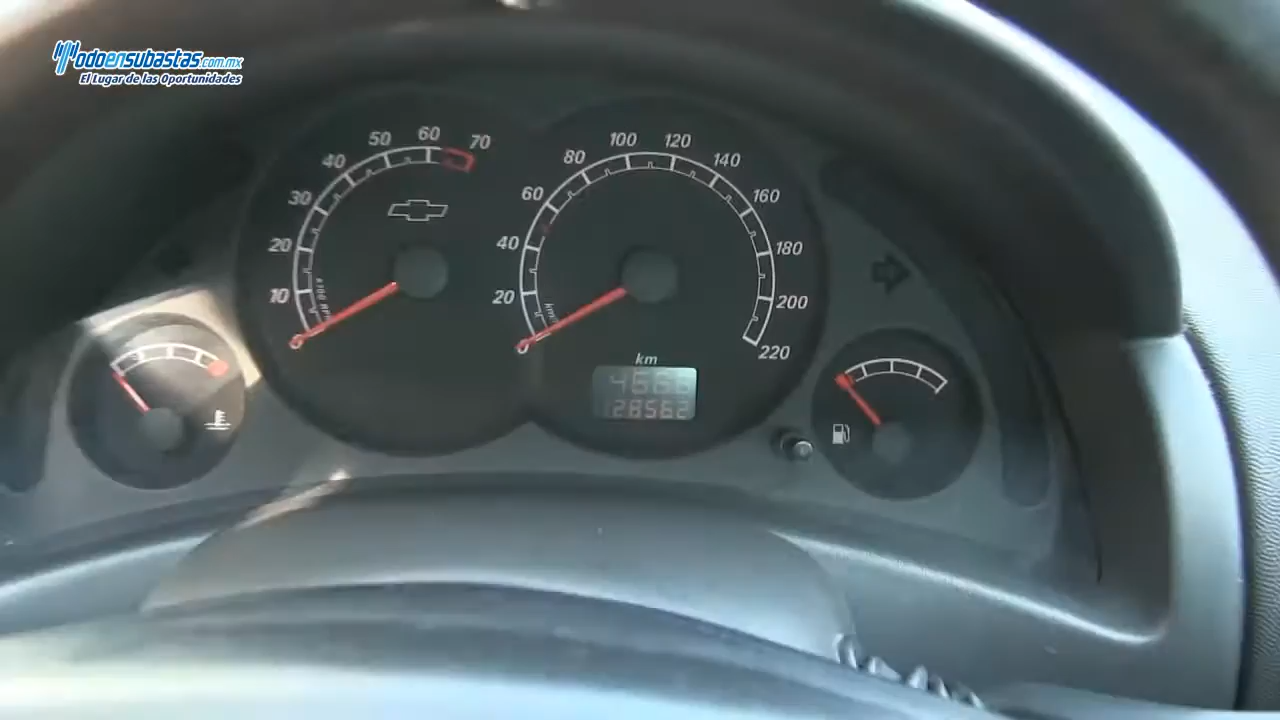 Todoensubastas.com.mx
El Lugar de las Oportunidades
0 10 20 30 40 50 60 70
0 20 40 60 80 100 120 140 160 180 200 220
km